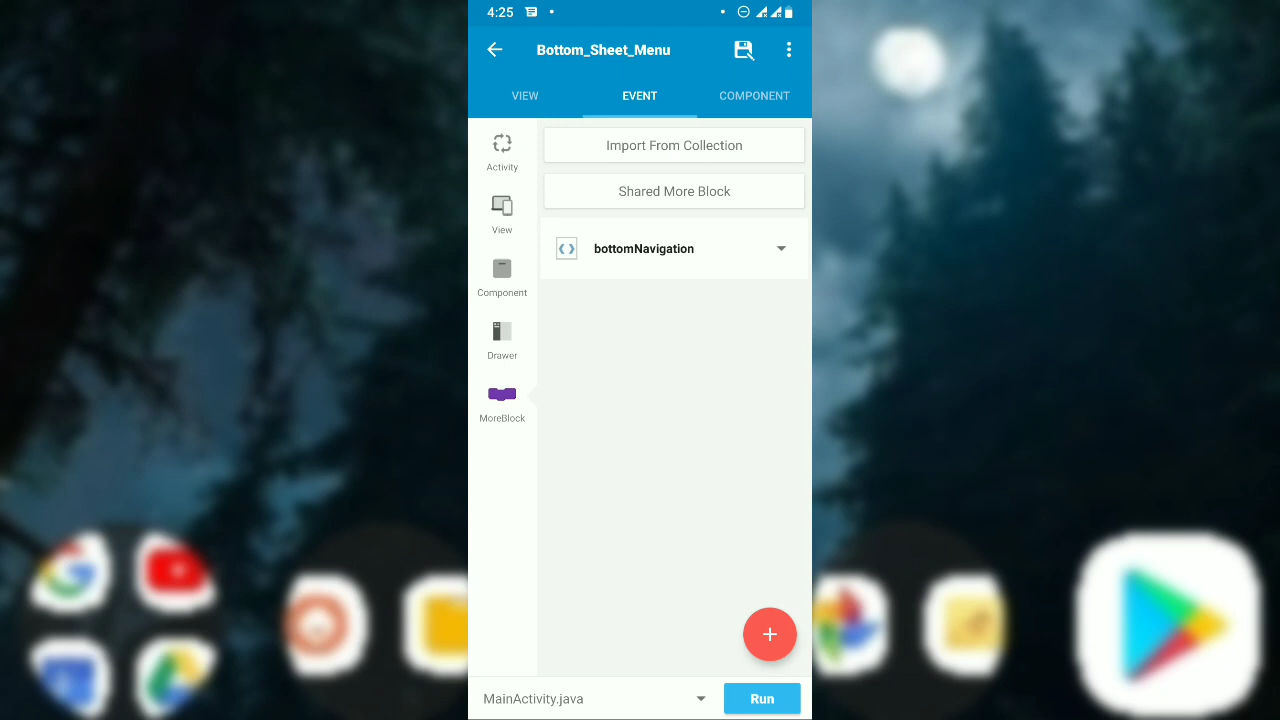 4:25
Bottom_Sheet_Menu
VIEW
EVENT
COMPONENT
Activity
View
Component
Drawer
MoreBlock
Import From Collection
Shared More Block
bottomNavigation
MainActivity.java
Run